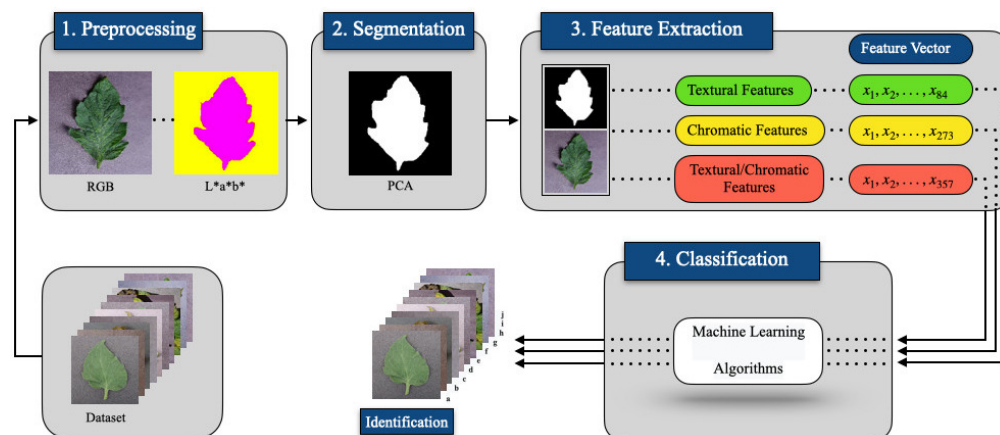 1. Preprocessing
RGB
L*a*b*
2. Segmentation
PCA
3. Feature Extraction
Feature Vector
Textural Features
x1, x2, . . . , x84
Chromatic Features
x1, x2, . . . , x273
Textural/Chromatic
Features
x1, x2, . . . , x357
4. Classification
Machine Learning
Algorithms
j
i
h
g
f
e
d
c
b
a
Identification
Dataset